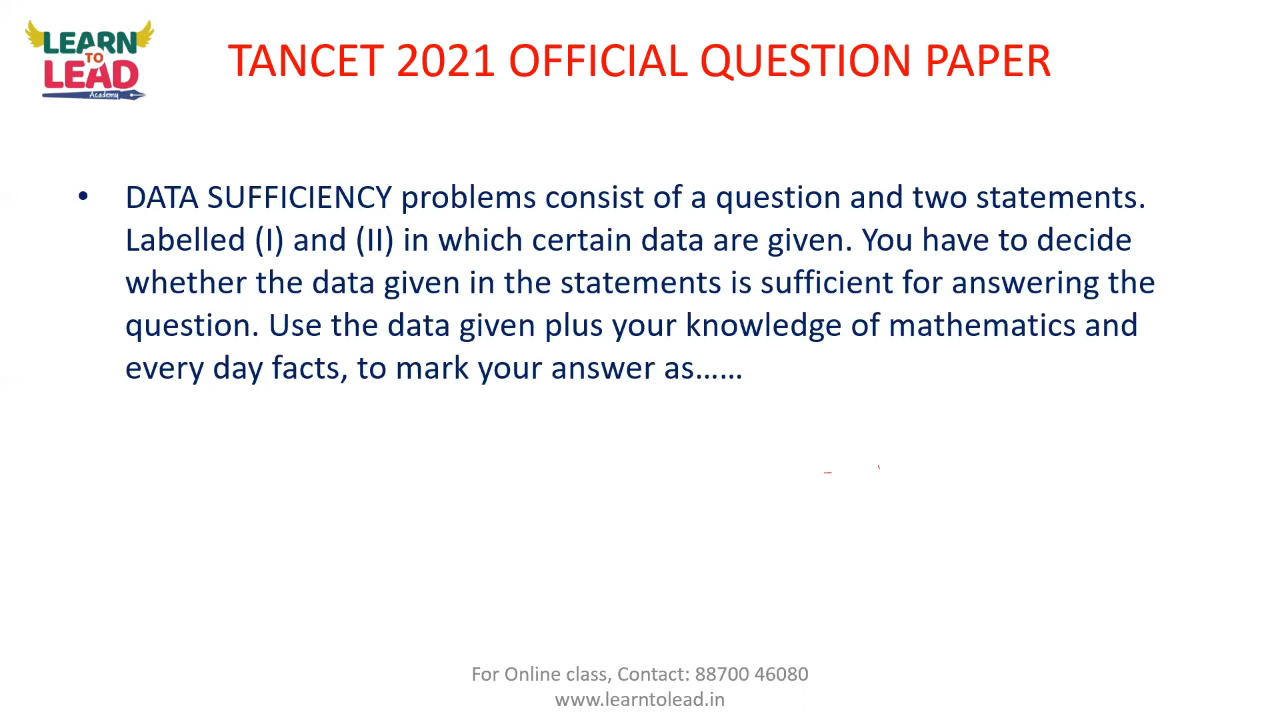 LEARN
TO
LEAD
Academy
TANCET 2021 OFFICIAL QUESTION PAPER
• DATA SUFFICIENCY problems consist of a question and two statements.
Labelled (I) and (II) in which certain data are given. You have to decide
whether the data given in the statements is sufficient for answering the
question. Use the data given plus your knowledge of mathematics and
every day facts, to mark your answer as……
For Online class, Contact: 88700 46080
www.learntolead.in